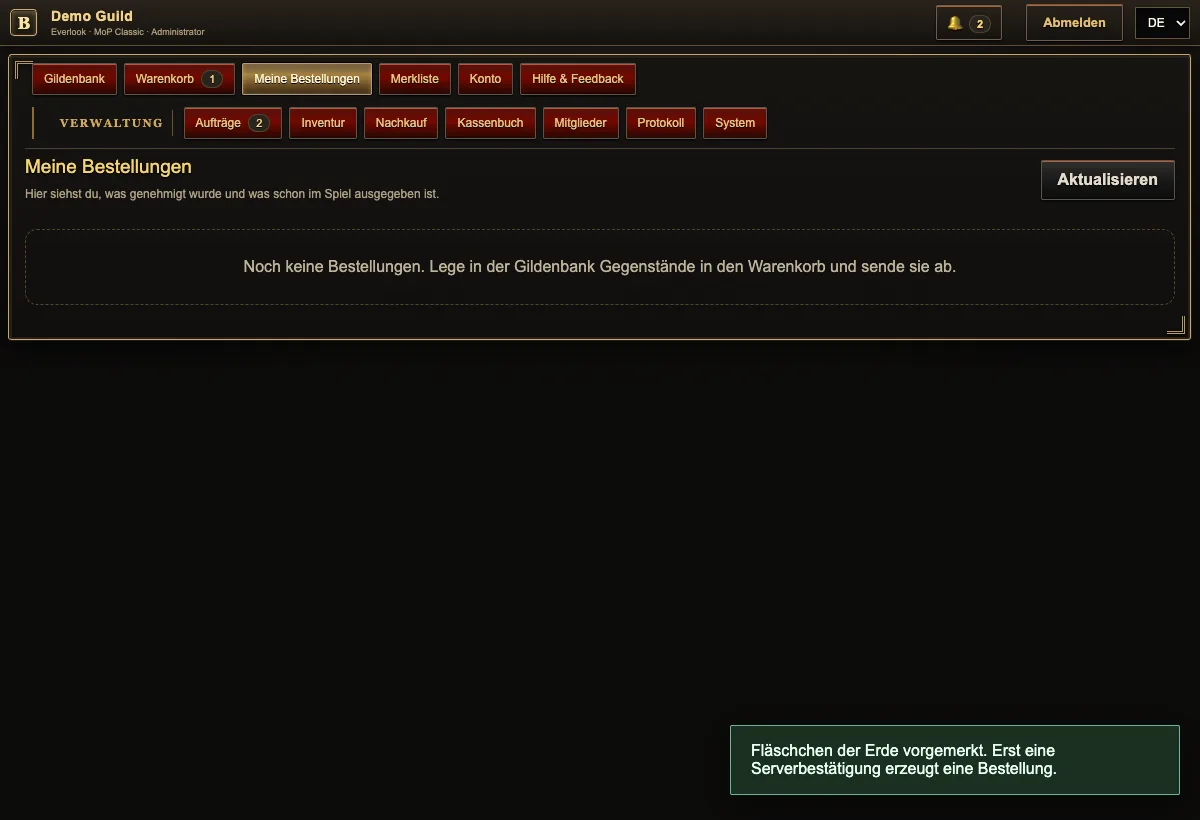 B
Demo Guild
Everlook · MoP Classic · Administrator
2
Abmelden
DE
Gildenbank
Warenkorb 1
Meine Bestellungen
Merkliste
Konto
Hilfe & Feedback
VERWALTUNG
Aufträge 2
Inventur
Nachkauf
Kassenbuch
Mitglieder
Protokoll
System
Meine Bestellungen
Hier siehst du, was genehmigt wurde und was schon im Spiel ausgegeben ist.
Aktualisieren
Noch keine Bestellungen. Lege in der Gildenbank Gegenstände in den Warenkorb und sende sie ab.
Fläschchen der Erde vorgemerkt. Erst eine
Serverbestätigung erzeugt eine Bestellung.